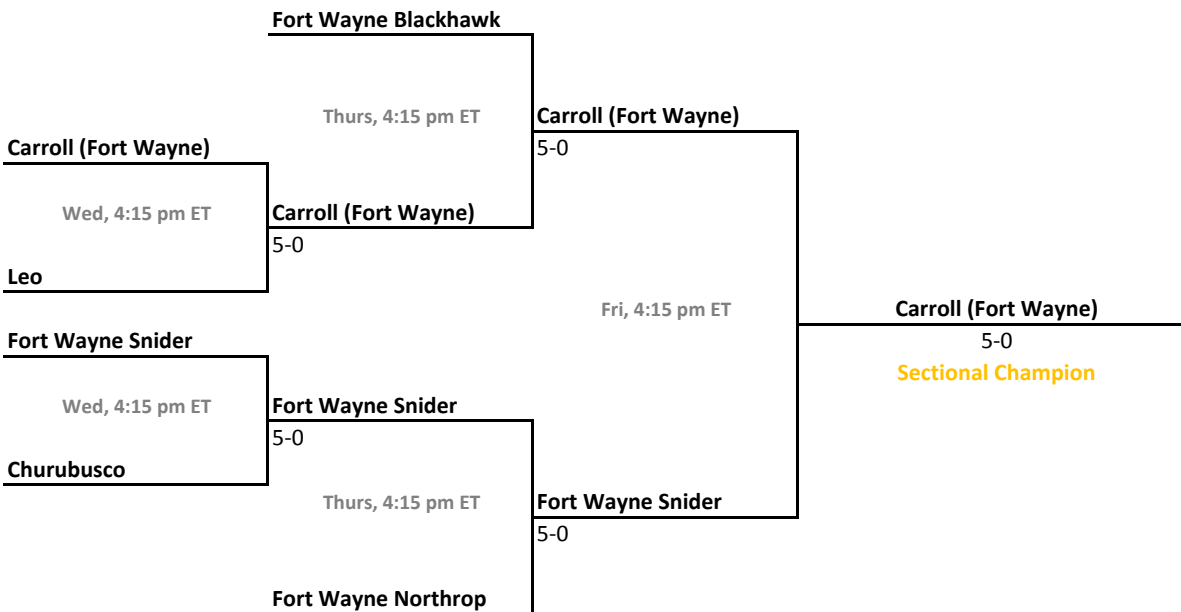 Fort Wayne Blackhawk
Thurs, 4:15 pm ET
Carroll (Fort Wayne)
5-0
Carroll (Fort Wayne)
Wed, 4:15 pm ET
Carroll (Fort Wayne)
5-0
Leo
Fri, 4:15 pm ET
Carroll (Fort Wayne)
5-0
Sectional Champion
Fort Wayne Snider
Wed, 4:15 pm ET
Fort Wayne Snider
5-0
Churubusco
Thurs, 4:15 pm ET
Fort Wayne Snider
5-0
Fort Wayne Northrop